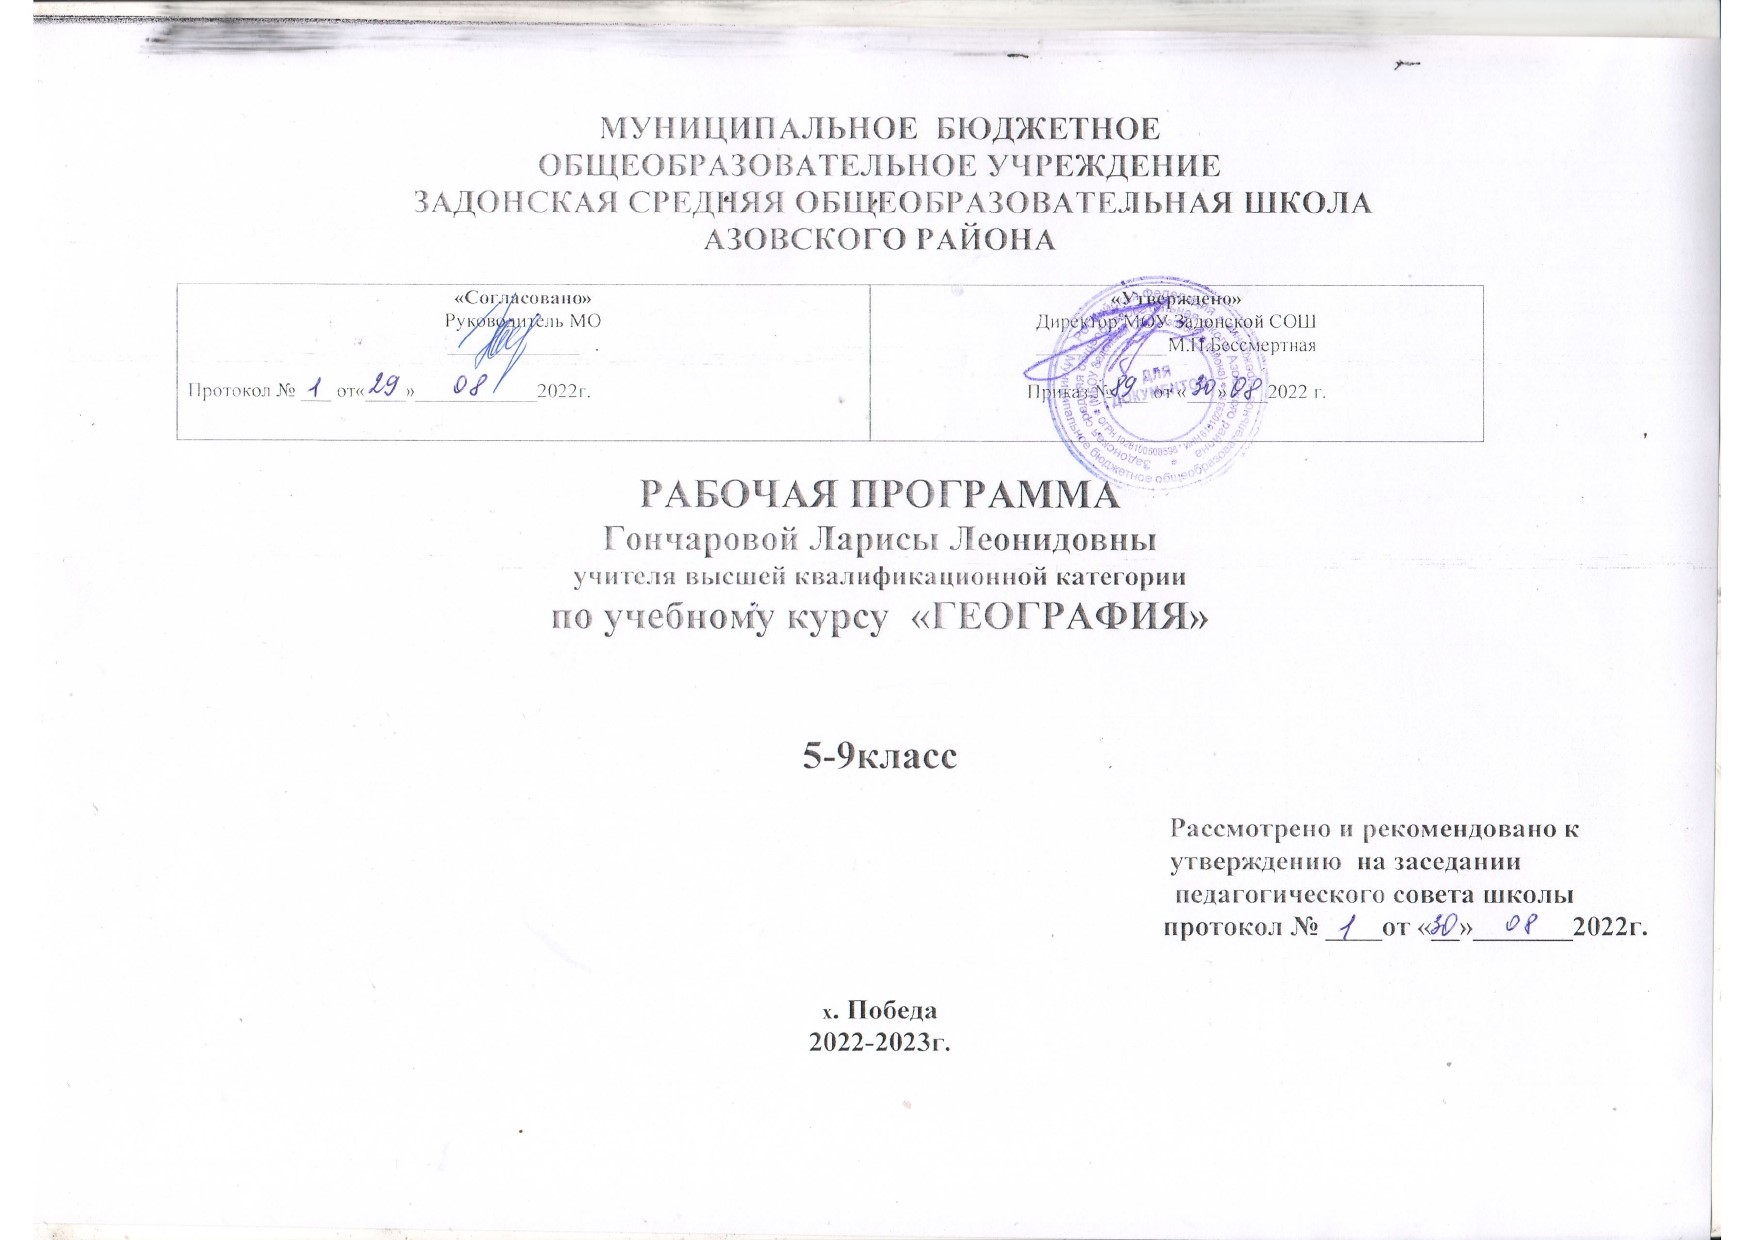 МУНИЦИПАЛЬНОЕ БЮДЖЕТНОЕ
ОБЩЕОБРАЗОВАТЕЛЬНОЕ УЧРЕЖДЕНИЕ
ЗАДОНСКАЯ СРЕДНЯЯ ОБЩЕОБРАЗОВАТЕЛЬНАЯ ШКОЛА
АЗОВСКОГО РАЙОНА
«Согласовано»
Руководитель МО
Протокол № 1 от «29» 08 2022г.
«Утверждено»
Директор МОУ Задонской СОШ
М.П.Бессмертная
Приказ № 89 от «30» 08 2022 г.
ДЛЯ
ДОКУМЕНТОВ
РАБОЧАЯ ПРОГРАММА
Гончаровой Ларисы Леонидовны
учителя высшей квалификационной категории
по учебному курсу «ГЕОГРАФИЯ»
5-9класс
Рассмотрено и рекомендовано к
утверждению на заседании
педагогического совета школы
протокол № 1 от «30» 08 2022г.
х. Победа
2022-2023г.